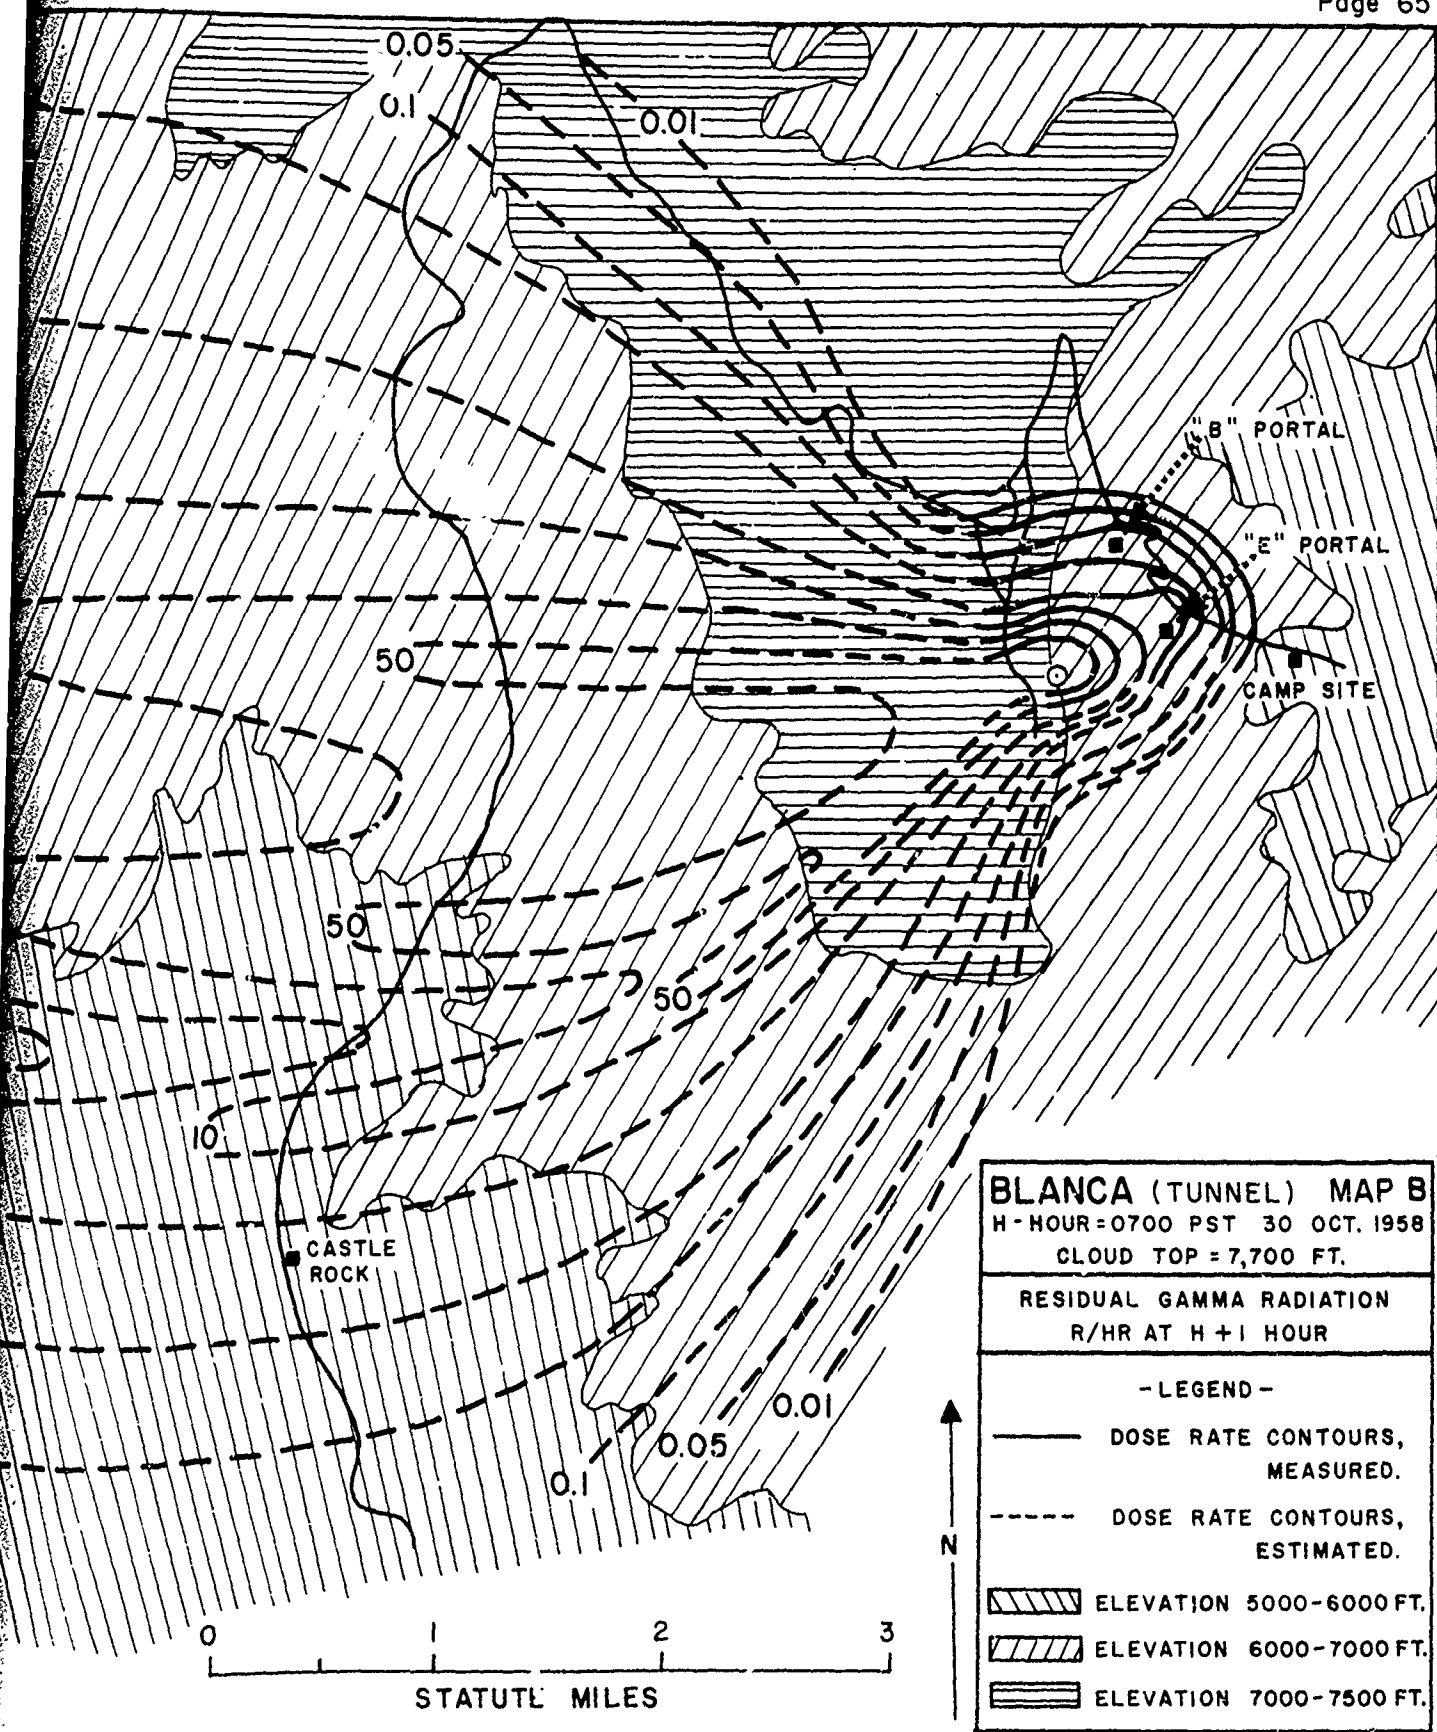 Page 65
0.05
0.1
0.01
"B" PORTAL
"E" PORTAL
50
CAMP SITE
50
50
10
CASTLE
ROCK
0.01
0.05
0.1
BLANCA (TUNNEL) MAP B
H-HOUR=0700 PST 30 OCT. 1958
CLOUD TOP = 7,700 FT.
RESIDUAL GAMMA RADIATION
R/HR AT H+1 HOUR
-LEGEND-
DOSE RATE CONTOURS,
MEASURED.
DOSE RATE CONTOURS,
ESTIMATED.
ELEVATION 5000-6000 FT.
ELEVATION 6000-7000 FT.
ELEVATION 7000-7500 FT.
N
0 1 2 3
STATUTE MILES